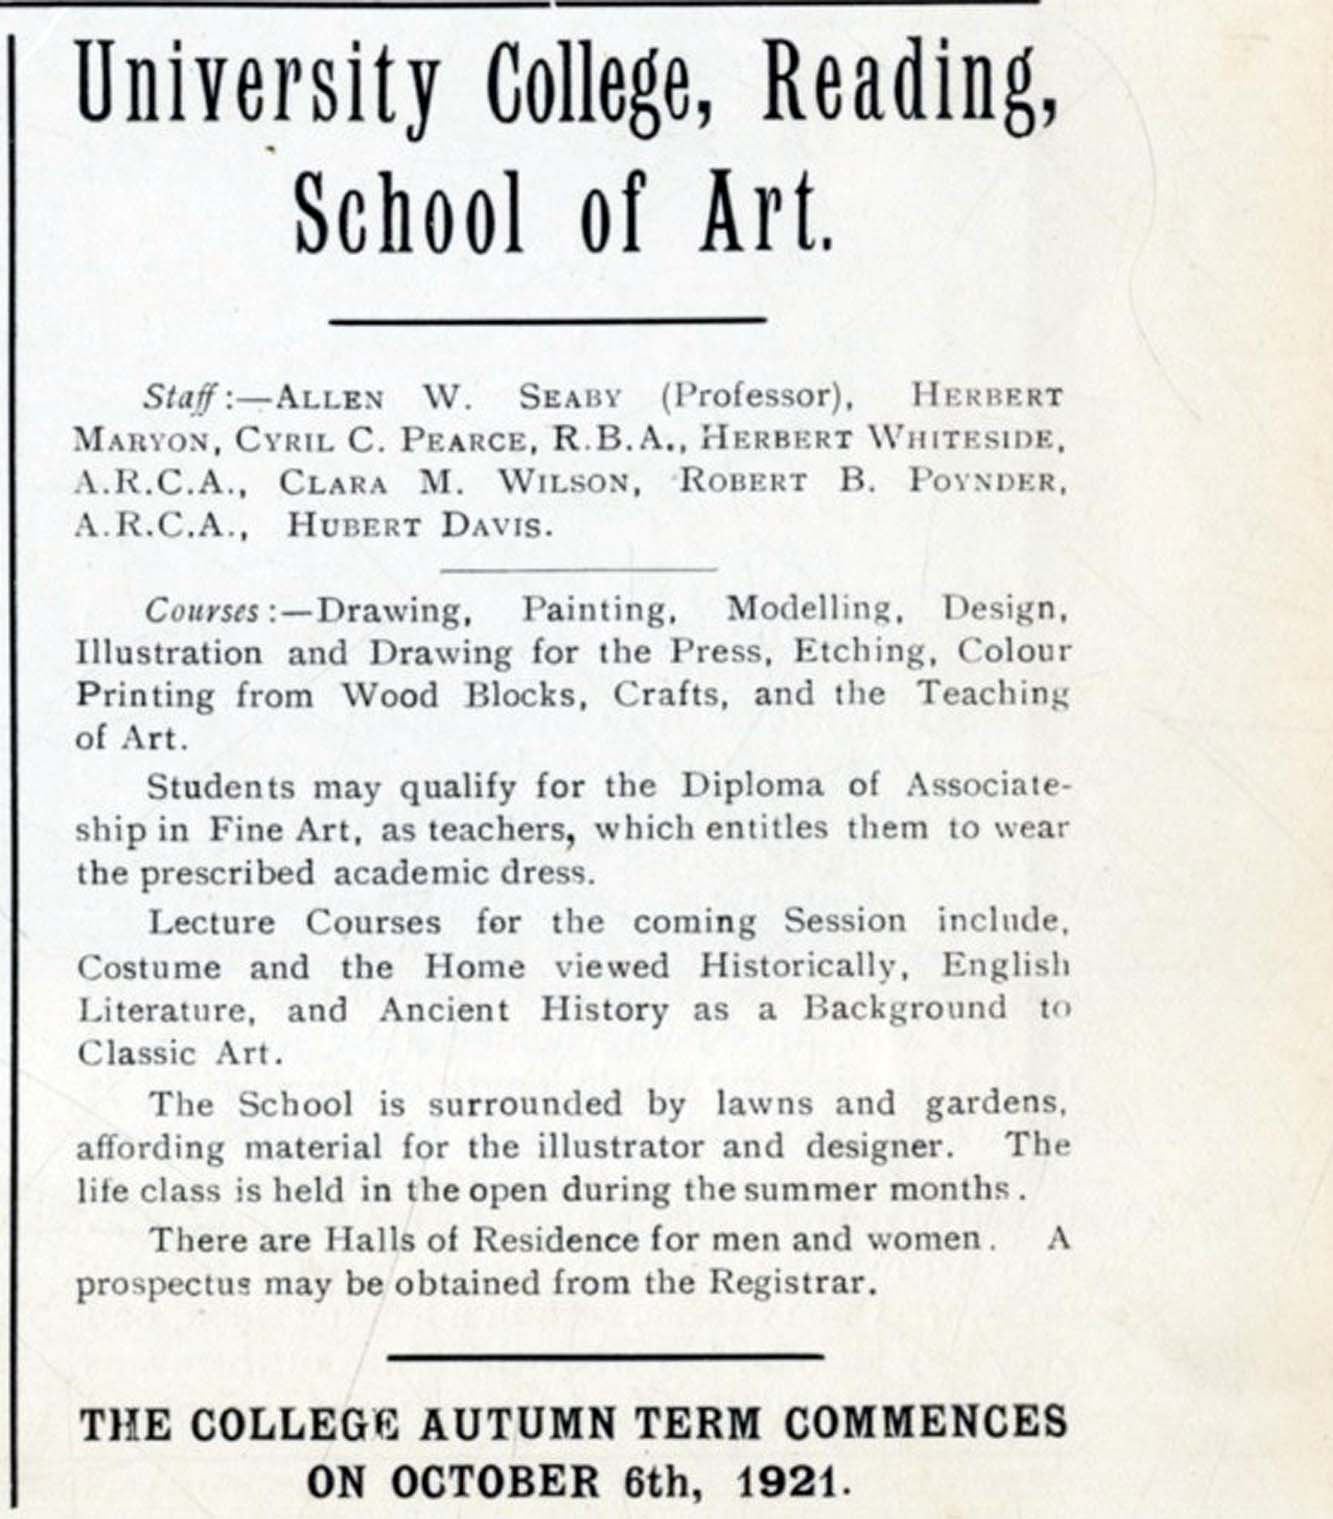 University College, Reading,
School of Art.
Staff:—ALLEN W. SEABY (Professor), HERBERT
MARYON, CYRIL C. PEARCE, R.B.A., HERBERT WHITESIDE,
A.R.C.A., CLARA M. WILSON, ROBERT B. POYNDER,
A.R.C.A., HUBERT DAVIS.
Courses:—Drawing, Painting, Modelling, Design,
Illustration and Drawing for the Press, Etching, Colour
Printing from Wood Blocks, Crafts, and the Teaching
of Art.
Students may qualify for the Diploma of Associate-
ship in Fine Art, as teachers, which entitles them to wear
the prescribed academic dress.
Lecture Courses for the coming Session include,
Costume and the Home viewed Historically, English
Literature, and Ancient History as a Background to
Classic Art.
The School is surrounded by lawns and gardens,
affording material for the illustrator and designer. The
life class is held in the open during the summer months.
There are Halls of Residence for men and women. A
prospectus may be obtained from the Registrar.
THE COLLEGE AUTUMN TERM COMMENCES
ON OCTOBER 6th, 1921.